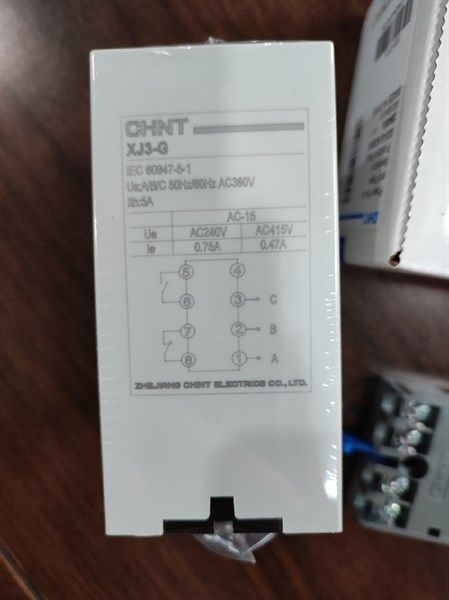 CHNT
XJ3-G
IEC 60947-5-1
Us:A/B/C 50Hz/60Hz AC380V
Ith:5A
AC-15
Ue AC240V AC415V
Ie 0.75A 0.47A
5 4
6 3 C
7 2 B
8 1 A
ZHEJIANG CHINT ELECTRICS CO., LTD.